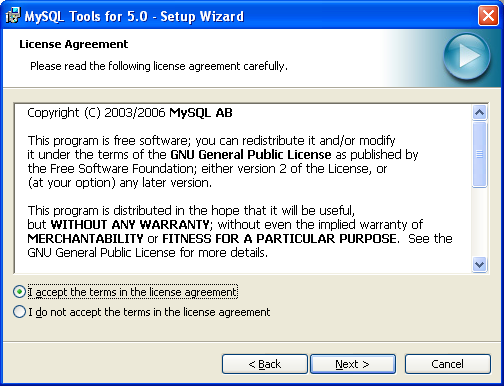 MySQL Tools for 5.0 - Setup Wizard
License Agreement
Please read the following license agreement carefully.
Copyright (C) 2003/2006 MySQL AB
This program is free software; you can redistribute it and/or modify
it under the terms of the GNU General Public License as published by
the Free Software Foundation; either version 2 of the License, or
(at your option) any later version.
This program is distributed in the hope that it will be useful,
but WITHOUT ANY WARRANTY; without even the implied warranty of
MERCHANTABILITY or FITNESS FOR A PARTICULAR PURPOSE. See the
GNU General Public License for more details.
I accept the terms in the license agreement
I do not accept the terms in the license agreement
< Back Next > Cancel